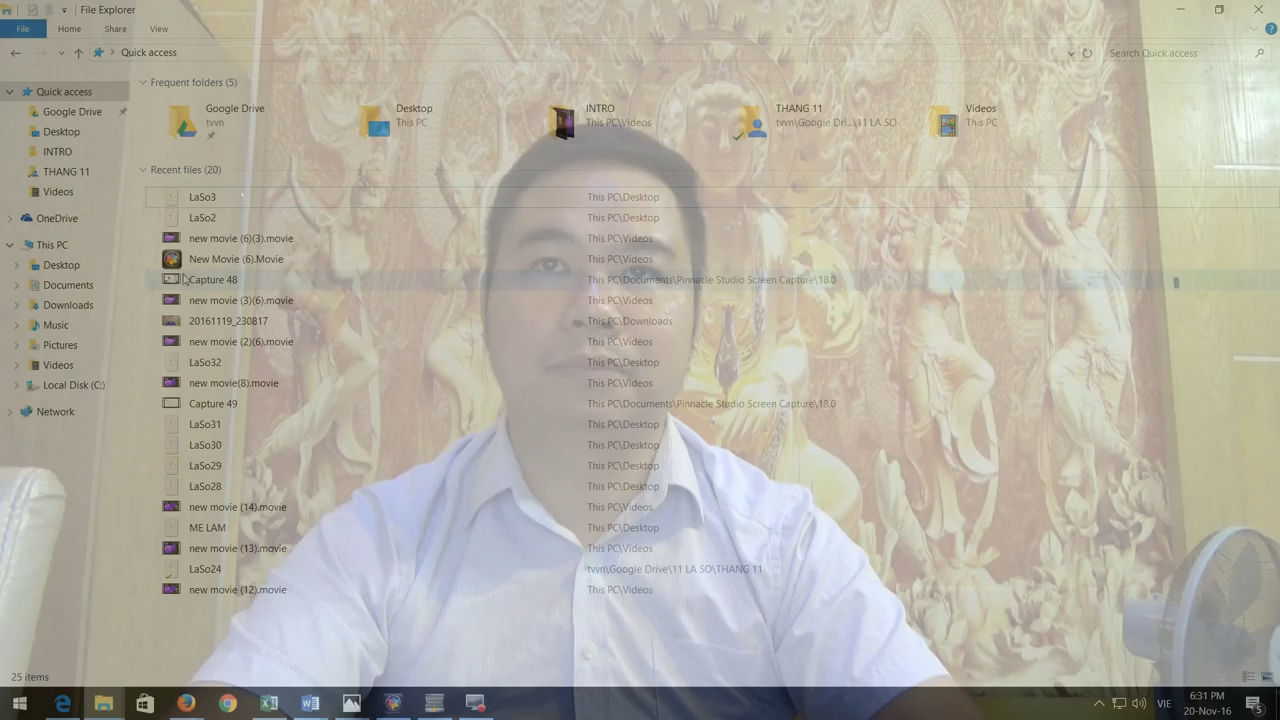 File Explorer
File Home Share View
Quick access
Search Quick access
Quick access
Google Drive
Desktop
INTRO
THANG 11
Videos
OneDrive
This PC
Desktop
Documents
Downloads
Music
Pictures
Videos
Local Disk (C:)
Network
Frequent folders (5)
Google Drive
tvvn
Desktop
This PC
INTRO
This PC\Videos
THANG 11
tvvn\Google Dri...\11 LA SO
Videos
This PC
Recent files (20)
LaSo3 This PC\Desktop
LaSo2 This PC\Desktop
new movie (6)(3).movie This PC\Videos
New Movie (6).Movie This PC\Videos
Capture 48 This PC\Documents\Pinnacle Studio Screen Capture\18.0
new movie (3)(6).movie This PC\Videos
20161119_230817 This PC\Downloads
new movie (2)(6).movie This PC\Videos
LaSo32 This PC\Desktop
new movie(8).movie This PC\Videos
Capture 49 This PC\Documents\Pinnacle Studio Screen Capture\18.0
LaSo31 This PC\Desktop
LaSo30 This PC\Desktop
LaSo29 This PC\Desktop
LaSo28 This PC\Desktop
new movie (14).movie This PC\Videos
ME LAM This PC\Desktop
new movie (13).movie This PC\Videos
LaSo24 tvvn\Google Drive\11 LA SO\THANG 11
new movie (12).movie This PC\Videos
25 items
VIE
6:31 PM
20-Nov-16
5